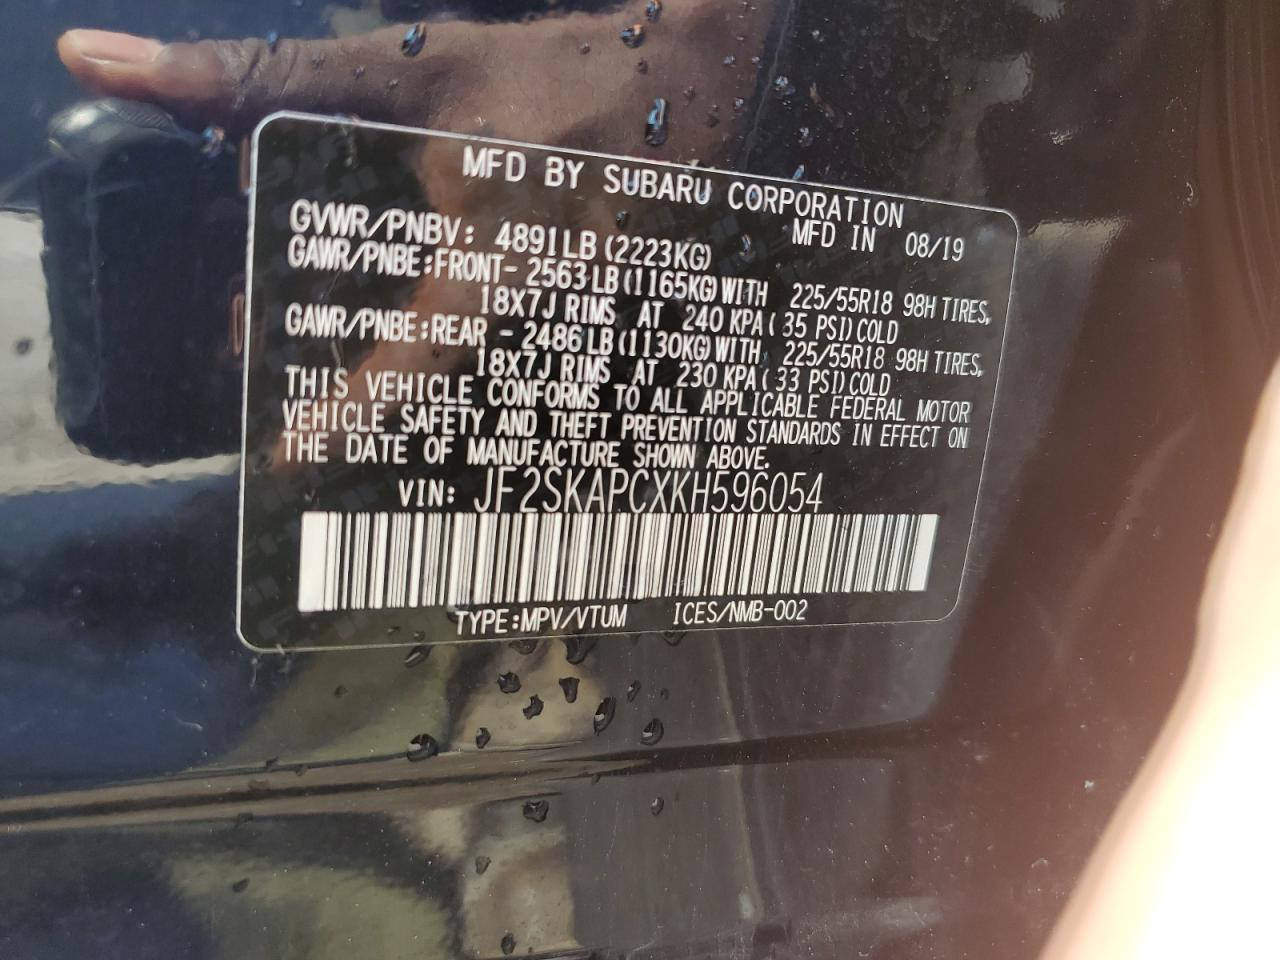 MFD BY SUBARU CORPORATION
GVWR/PNBV: 4891LB (2223KG) MFD IN 08/19
GAWR/PNBE:FRONT- 2563LB (1165KG) WITH 225/55R18 98H TIRES,
18X7J RIMS AT 240 KPA ( 35 PSI) COLD
GAWR/PNBE:REAR - 2486LB (1130KG) WITH 225/55R18 98H TIRES,
18X7J RIMS AT 230 KPA ( 33 PSI) COLD
THIS VEHICLE CONFORMS TO ALL APPLICABLE FEDERAL MOTOR
VEHICLE SAFETY AND THEFT PREVENTION STANDARDS IN EFFECT ON
THE DATE OF MANUFACTURE SHOWN ABOVE.
VIN: JF2SKAPCXKH596054
TYPE:MPV/VTUM ICES/NMB-002